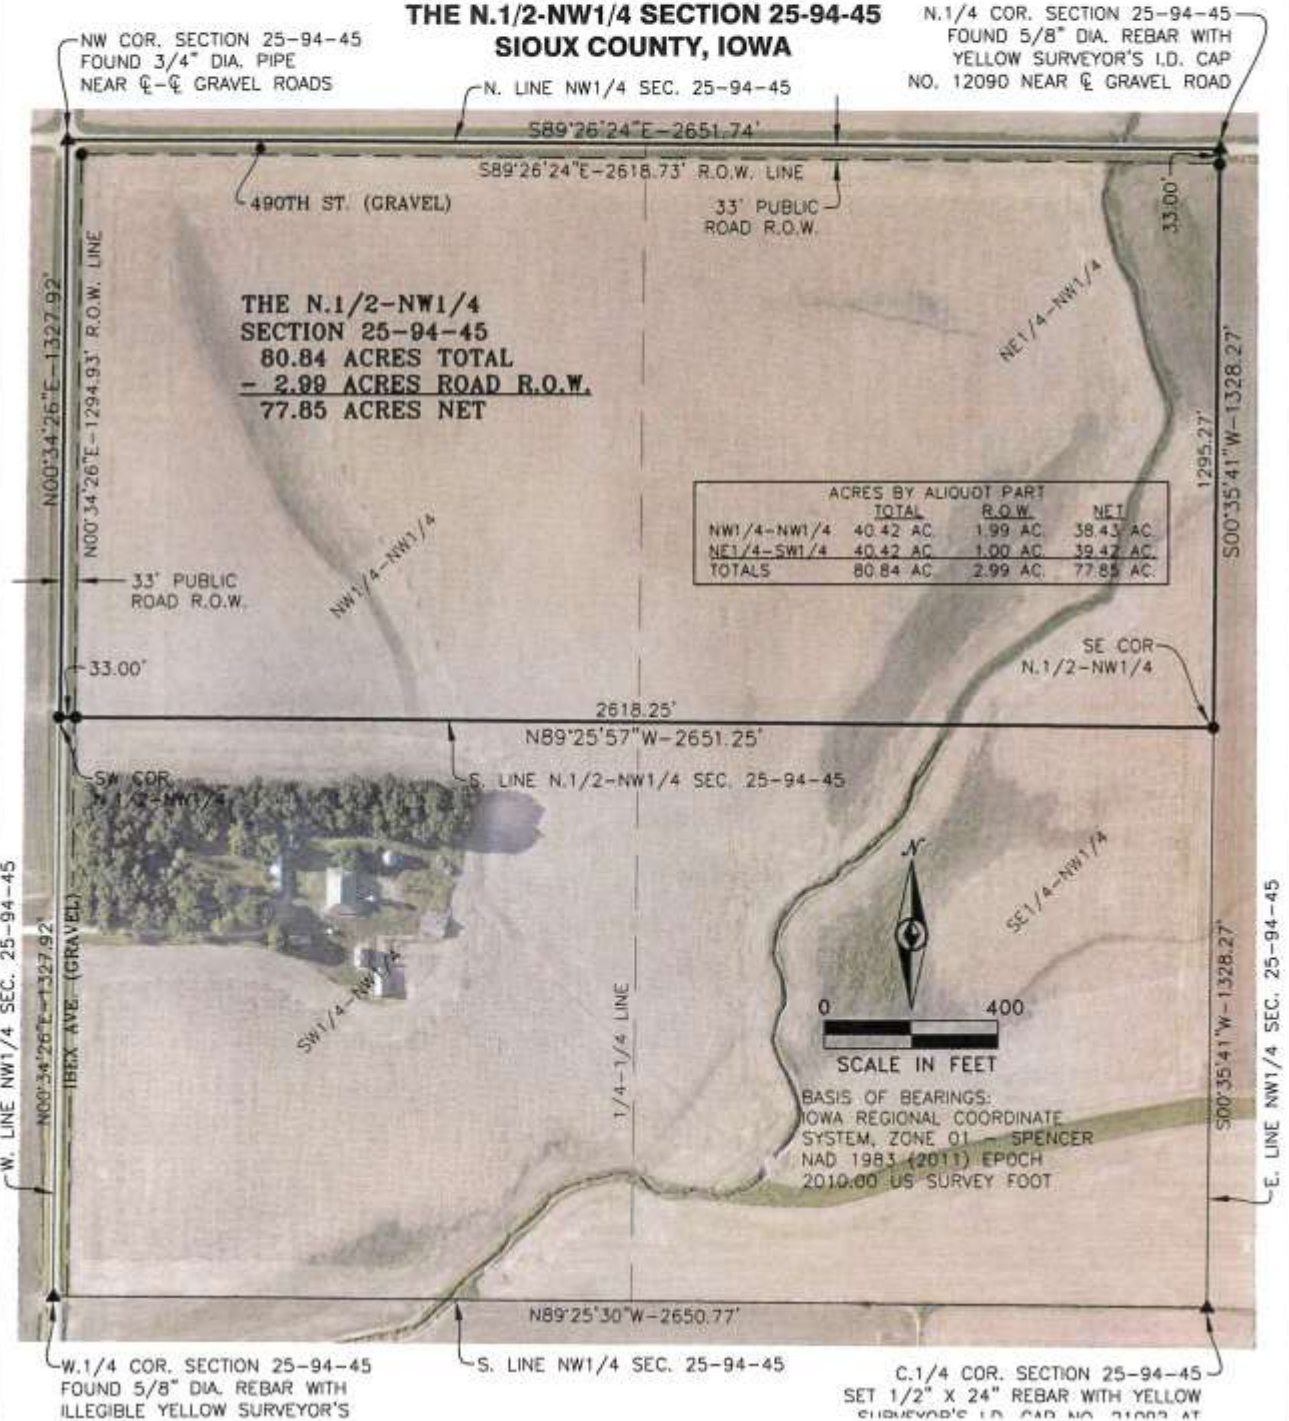 THE N.1/2-NW1/4 SECTION 25-94-45
SIOUX COUNTY, IOWA
NW COR. SECTION 25-94-45
FOUND 3/4" DIA. PIPE
NEAR ℄-℄ GRAVEL ROADS
N.1/4 COR. SECTION 25-94-45
FOUND 5/8" DIA. REBAR WITH
YELLOW SURVEYOR'S I.D. CAP
NO. 12090 NEAR ℄ GRAVEL ROAD
N. LINE NW1/4 SEC. 25-94-45
S89°26'24"E-2651.74'
S89°26'24"E-2618.73' R.O.W. LINE
490TH ST. (GRAVEL)
33' PUBLIC
ROAD R.O.W.
33.00'
N00°34'26"E-1327.92'
N00°34'26"E-1294.93' R.O.W. LINE
THE N.1/2-NW1/4
SECTION 25-94-45
80.84 ACRES TOTAL
- 2.99 ACRES ROAD R.O.W.
77.85 ACRES NET
NE1/4-NW1/4
1295.27'
S00°35'41"W-1328.27'
ACRES BY ALIQUOT PART
TOTAL R.O.W. NET
NW1/4-NW1/4 40.42 AC. 1.99 AC. 38.43 AC.
NE1/4-SW1/4 40.42 AC. 1.00 AC. 39.42 AC.
TOTALS 80.84 AC. 2.99 AC. 77.85 AC.
NW1/4-NW1/4
33' PUBLIC
ROAD R.O.W.
33.00'
SE COR
N.1/2-NW1/4
2618.25'
N89°25'57"W-2651.25'
SW COR
N.1/2-NW1/4
S. LINE N.1/2-NW1/4 SEC. 25-94-45
W. LINE NW1/4 SEC. 25-94-45
N00°34'26"E-1327.92'
IBEX AVE. (GRAVEL)
SW1/4-NW1/4
1/4-1/4 LINE
N
SE1/4-NW1/4
0 400
SCALE IN FEET
BASIS OF BEARINGS:
IOWA REGIONAL COORDINATE
SYSTEM, ZONE 01 - SPENCER
NAD 1983 (2011) EPOCH
2010.00 US SURVEY FOOT
S00°35'41"W-1328.27'
E. LINE NW1/4 SEC. 25-94-45
N89°25'30"W-2650.77'
W.1/4 COR. SECTION 25-94-45
FOUND 5/8" DIA. REBAR WITH
ILLEGIBLE YELLOW SURVEYOR'S
S. LINE NW1/4 SEC. 25-94-45
C.1/4 COR. SECTION 25-94-45
SET 1/2" X 24" REBAR WITH YELLOW
SURVEYOR'S I.D. CAP NO. 21082 AT